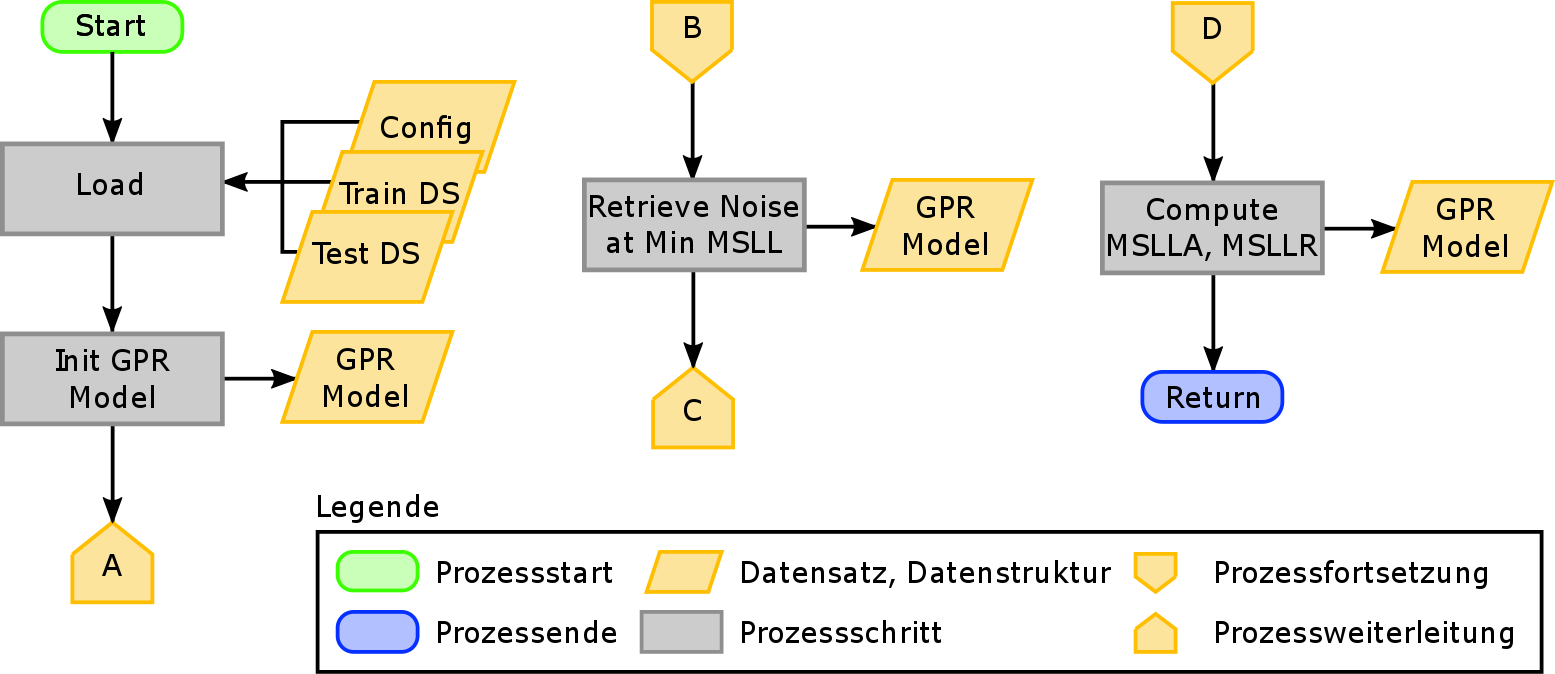 Start
Load
Config
Train DS
Test DS
Init GPR
Model
GPR
Model
A
B
Retrieve Noise
at Min MSLL
GPR
Model
C
D
Compute
MSLLA, MSLLR
GPR
Model
Return
Legende
Prozessstart
Datensatz, Datenstruktur
Prozessfortsetzung
Prozessende
Prozessschritt
Prozessweiterleitung